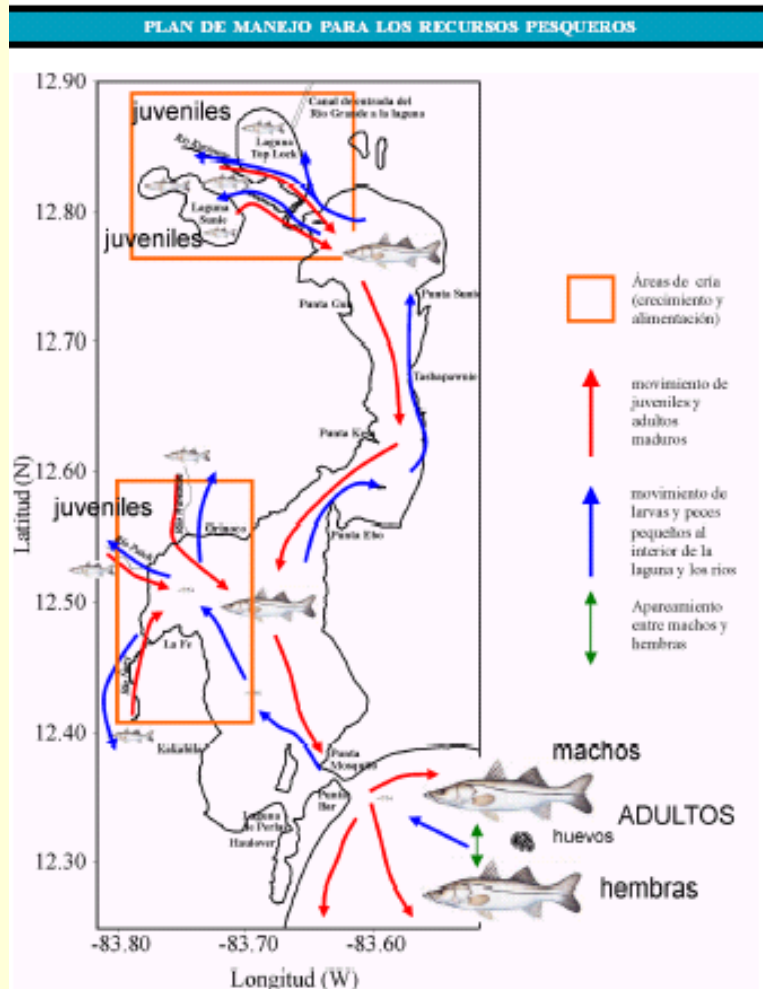 PLAN DE MANEJO PARA LOS RECURSOS PESQUEROS
12.90
juveniles
Canal de entrada del
Rio Grande a la laguna
Laguna
Top Lock
12.80
Laguna
Sunie
juveniles
Punta Sunie
Punta
12.70
Tashapawnie
Punta
12.60
juveniles
Orinoco
Punta Ebo
12.50
La Fe
12.40
Kakabila
Punta
Mosquito
Punta
Bar
Laguna
de Perlas
Haulover
12.30
Latitud (N)
-83.80
-83.70
-83.60
Longitud (W)
Áreas de cría
(crecimiento y
alimentación)
movimiento de
juveniles y
adultos
maduros
movimiento de
larvas y peces
pequeños al
interior de la
laguna y los rios
Apareamiento
entre machos y
hembras
machos
ADULTOS
huevos
hembras